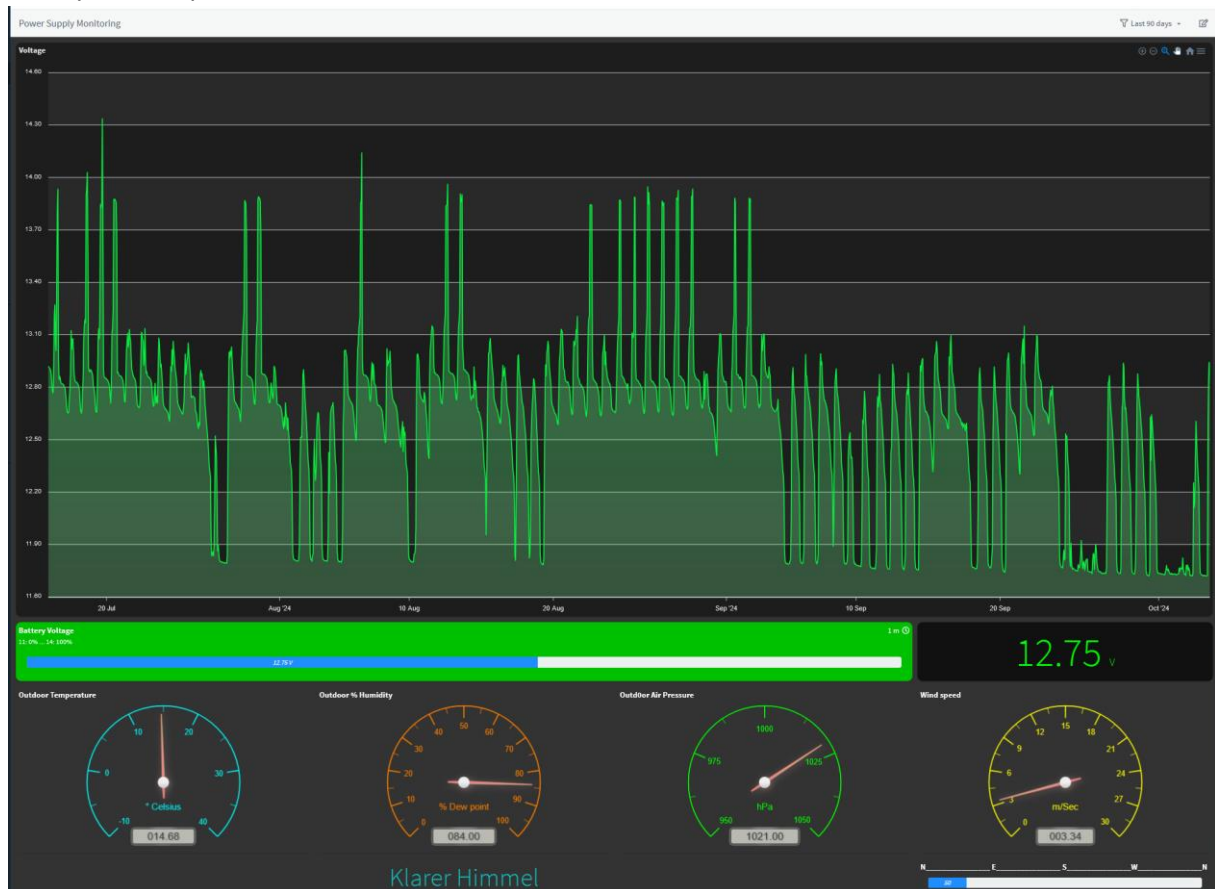 Power Supply Monitoring
Last 90 days
Voltage
14.60
14.30
14.00
13.70
13.40
13.10
12.80
12.50
12.20
11.90
11.60
20 Jul
Aug '24
10 Aug
20 Aug
Sep '24
10 Sep
20 Sep
Oct '24
Battery Voltage
1 m
11: 0% ... 14: 100%
12.75 V
12.75 V
Outdoor Temperature
-10
0
10
20
30
40
° Celsius
014.68
Outdoor % Humidity
0
10
20
30
40
50
60
70
80
90
100
% Dew point
084.00
Outd0or Air Pressure
950
975
1000
1025
1050
hPa
1021.00
Wind speed
0
3
6
9
12
15
18
21
24
27
30
m/Sec
003.34
Klarer Himmel
N_______________E_______________S_______________W_______________N